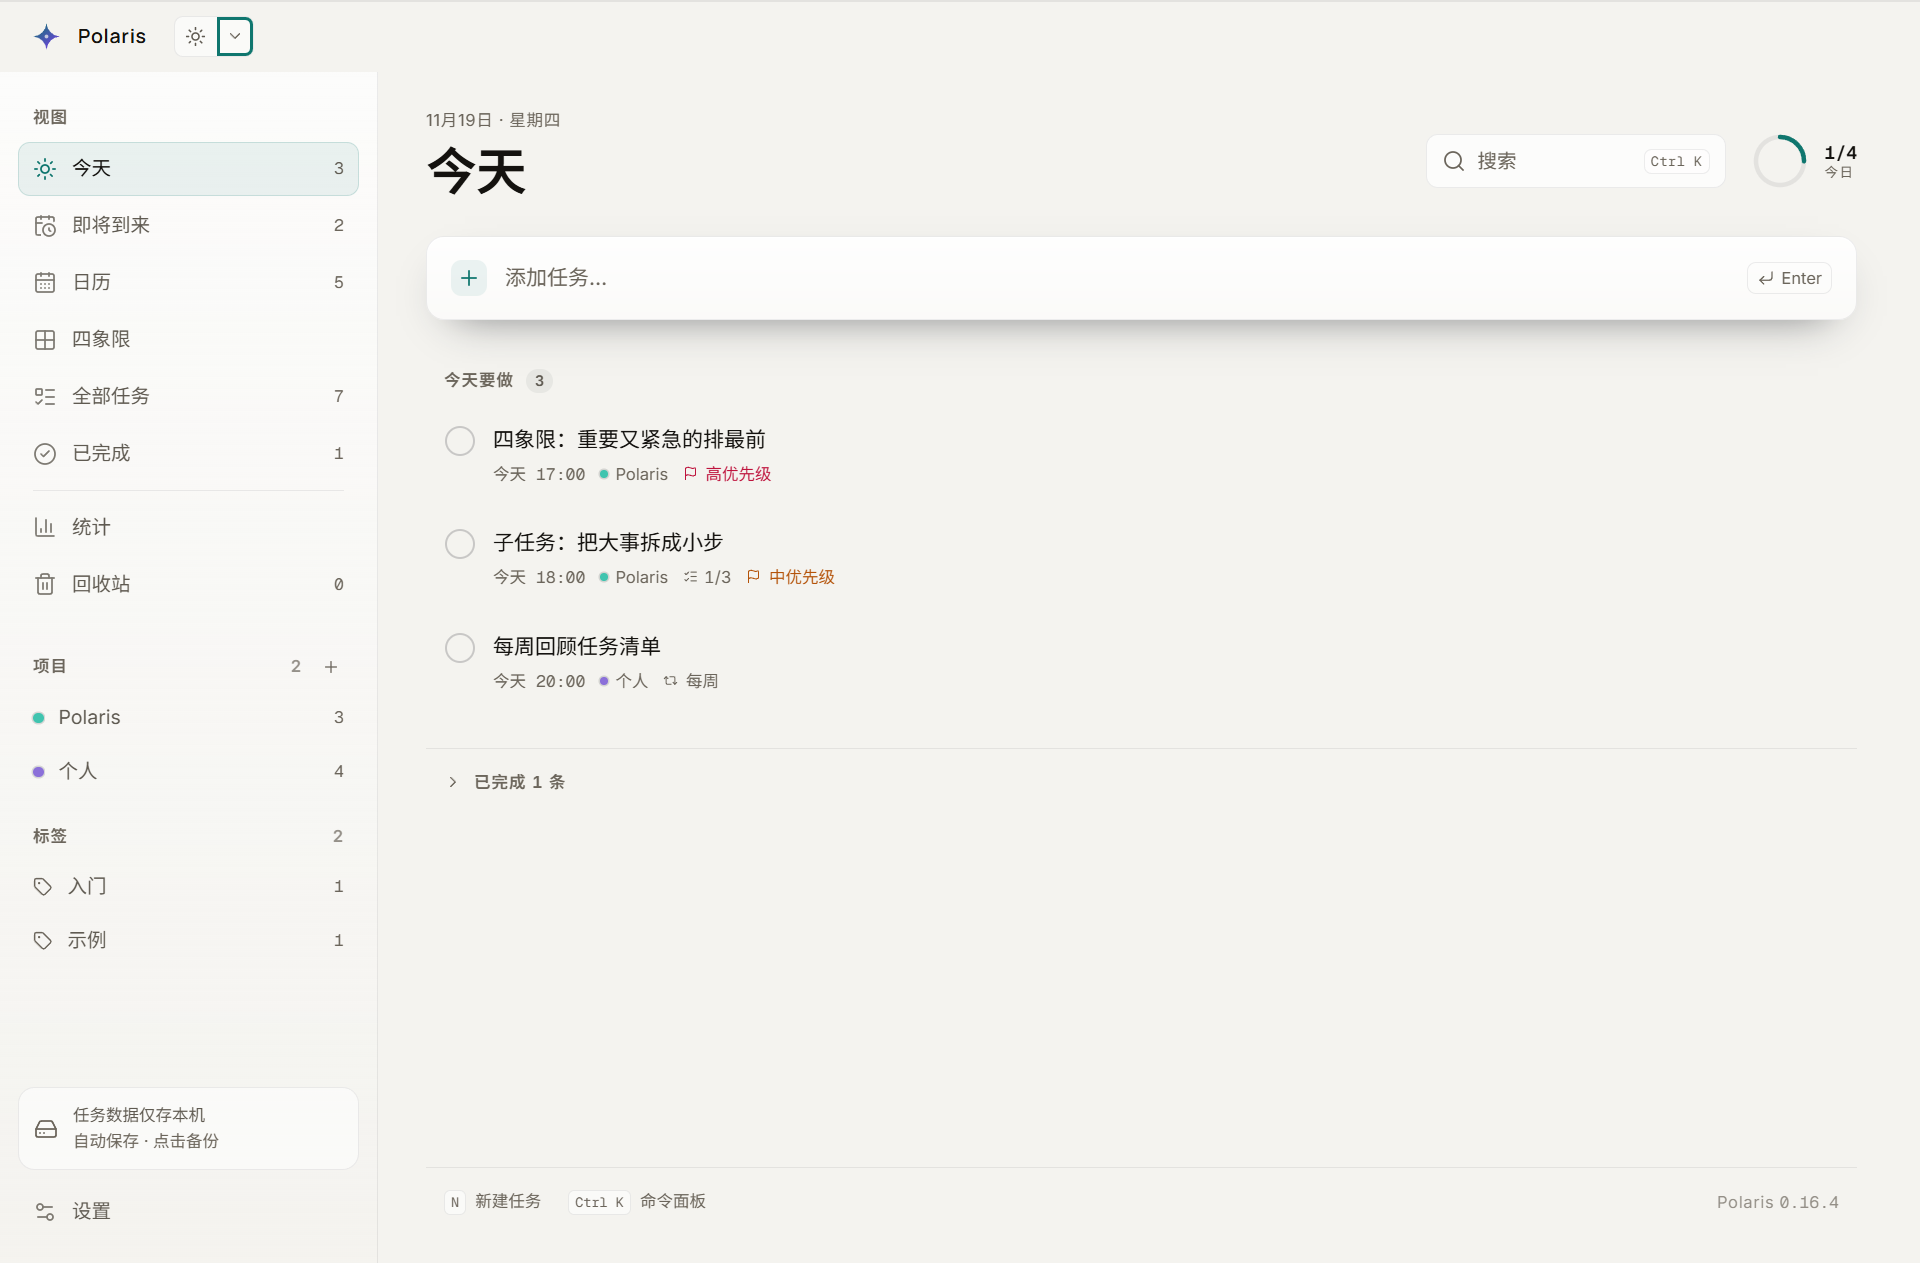 Polaris
视图
今天 3
即将到来 2
日历 5
四象限
全部任务 7
已完成 1
统计
回收站 0
项目 2
Polaris 3
个人 4
标签 2
入门 1
示例 1
任务数据仅存本机
自动保存 · 点击备份
设置
11月19日 · 星期四
今天
搜索 Ctrl K
1/4
今日
添加任务...
Enter
今天要做 3
四象限：重要又紧急的排最前
今天 17:00 Polaris 高优先级
子任务：把大事拆成小步
今天 18:00 Polaris 1/3 中优先级
每周回顾任务清单
今天 20:00 个人 每周
已完成 1 条
N 新建任务 Ctrl K 命令面板
Polaris 0.16.4